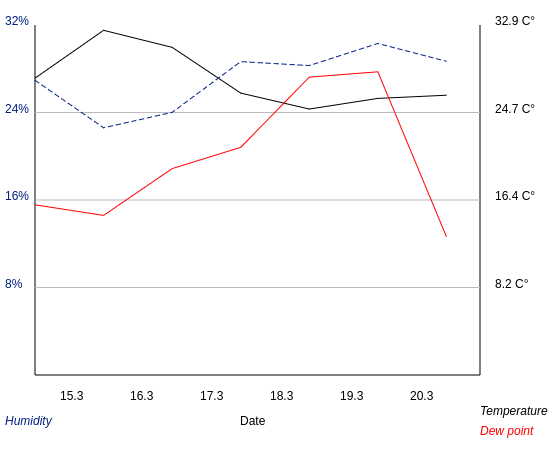 32% 32.9 C°
24% 24.7 C°
16% 16.4 C°
8% 8.2 C°
15.3 16.3 17.3 18.3 19.3 20.3
Humidity Date Temperature
Dew point